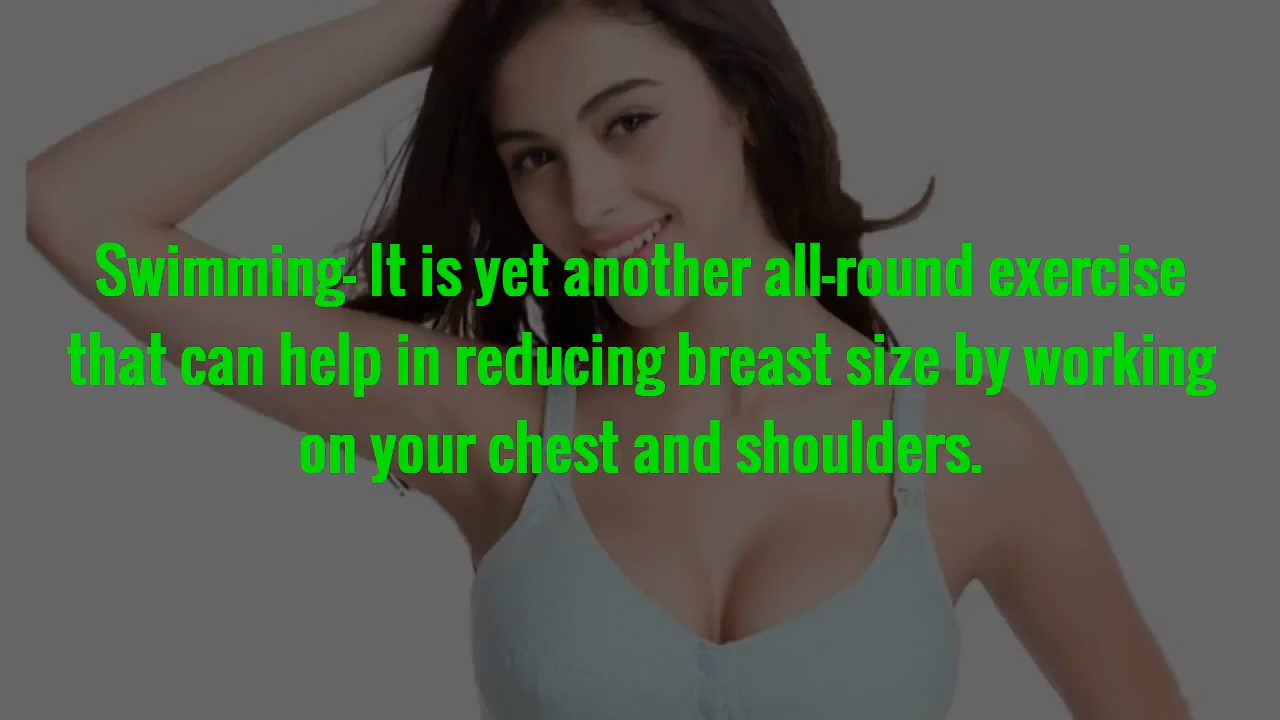 Swimming- It is yet another all-round exercise
that can help in reducing breast size by working
on your chest and shoulders.